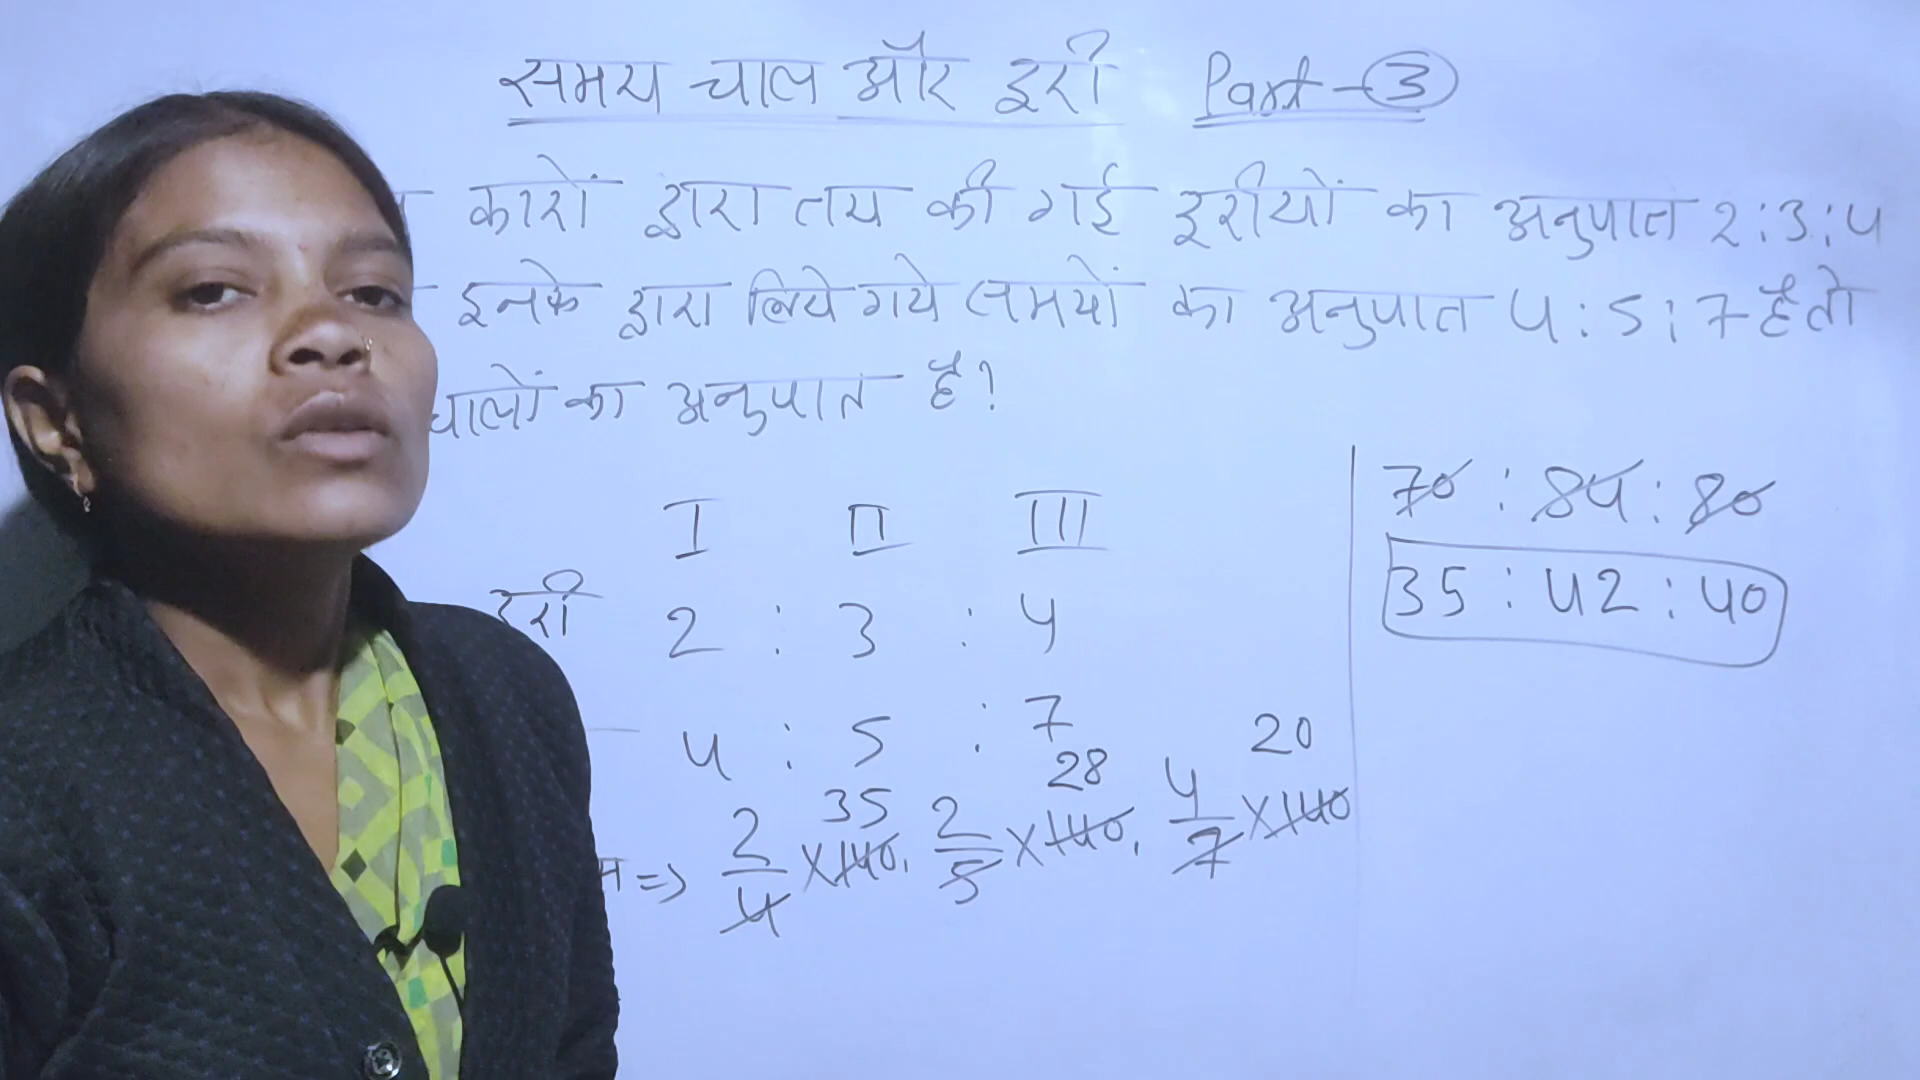 समय चाल और दूरी Part-③
कारों द्वारा तय की गई दूरीयों का अनुपात 2:3:4
इनके द्वारा लिये गये समयों का अनुपात 4:5:7 है तो
चालों का अनुपात है?
I II III
दूरी 2 : 3 : 4
4 : 5 : 7
=> 2/4 ×140, 35 2/5 ×140, 28 4/7 ×140 20
70 : 84 : 80
35 : 42 : 40